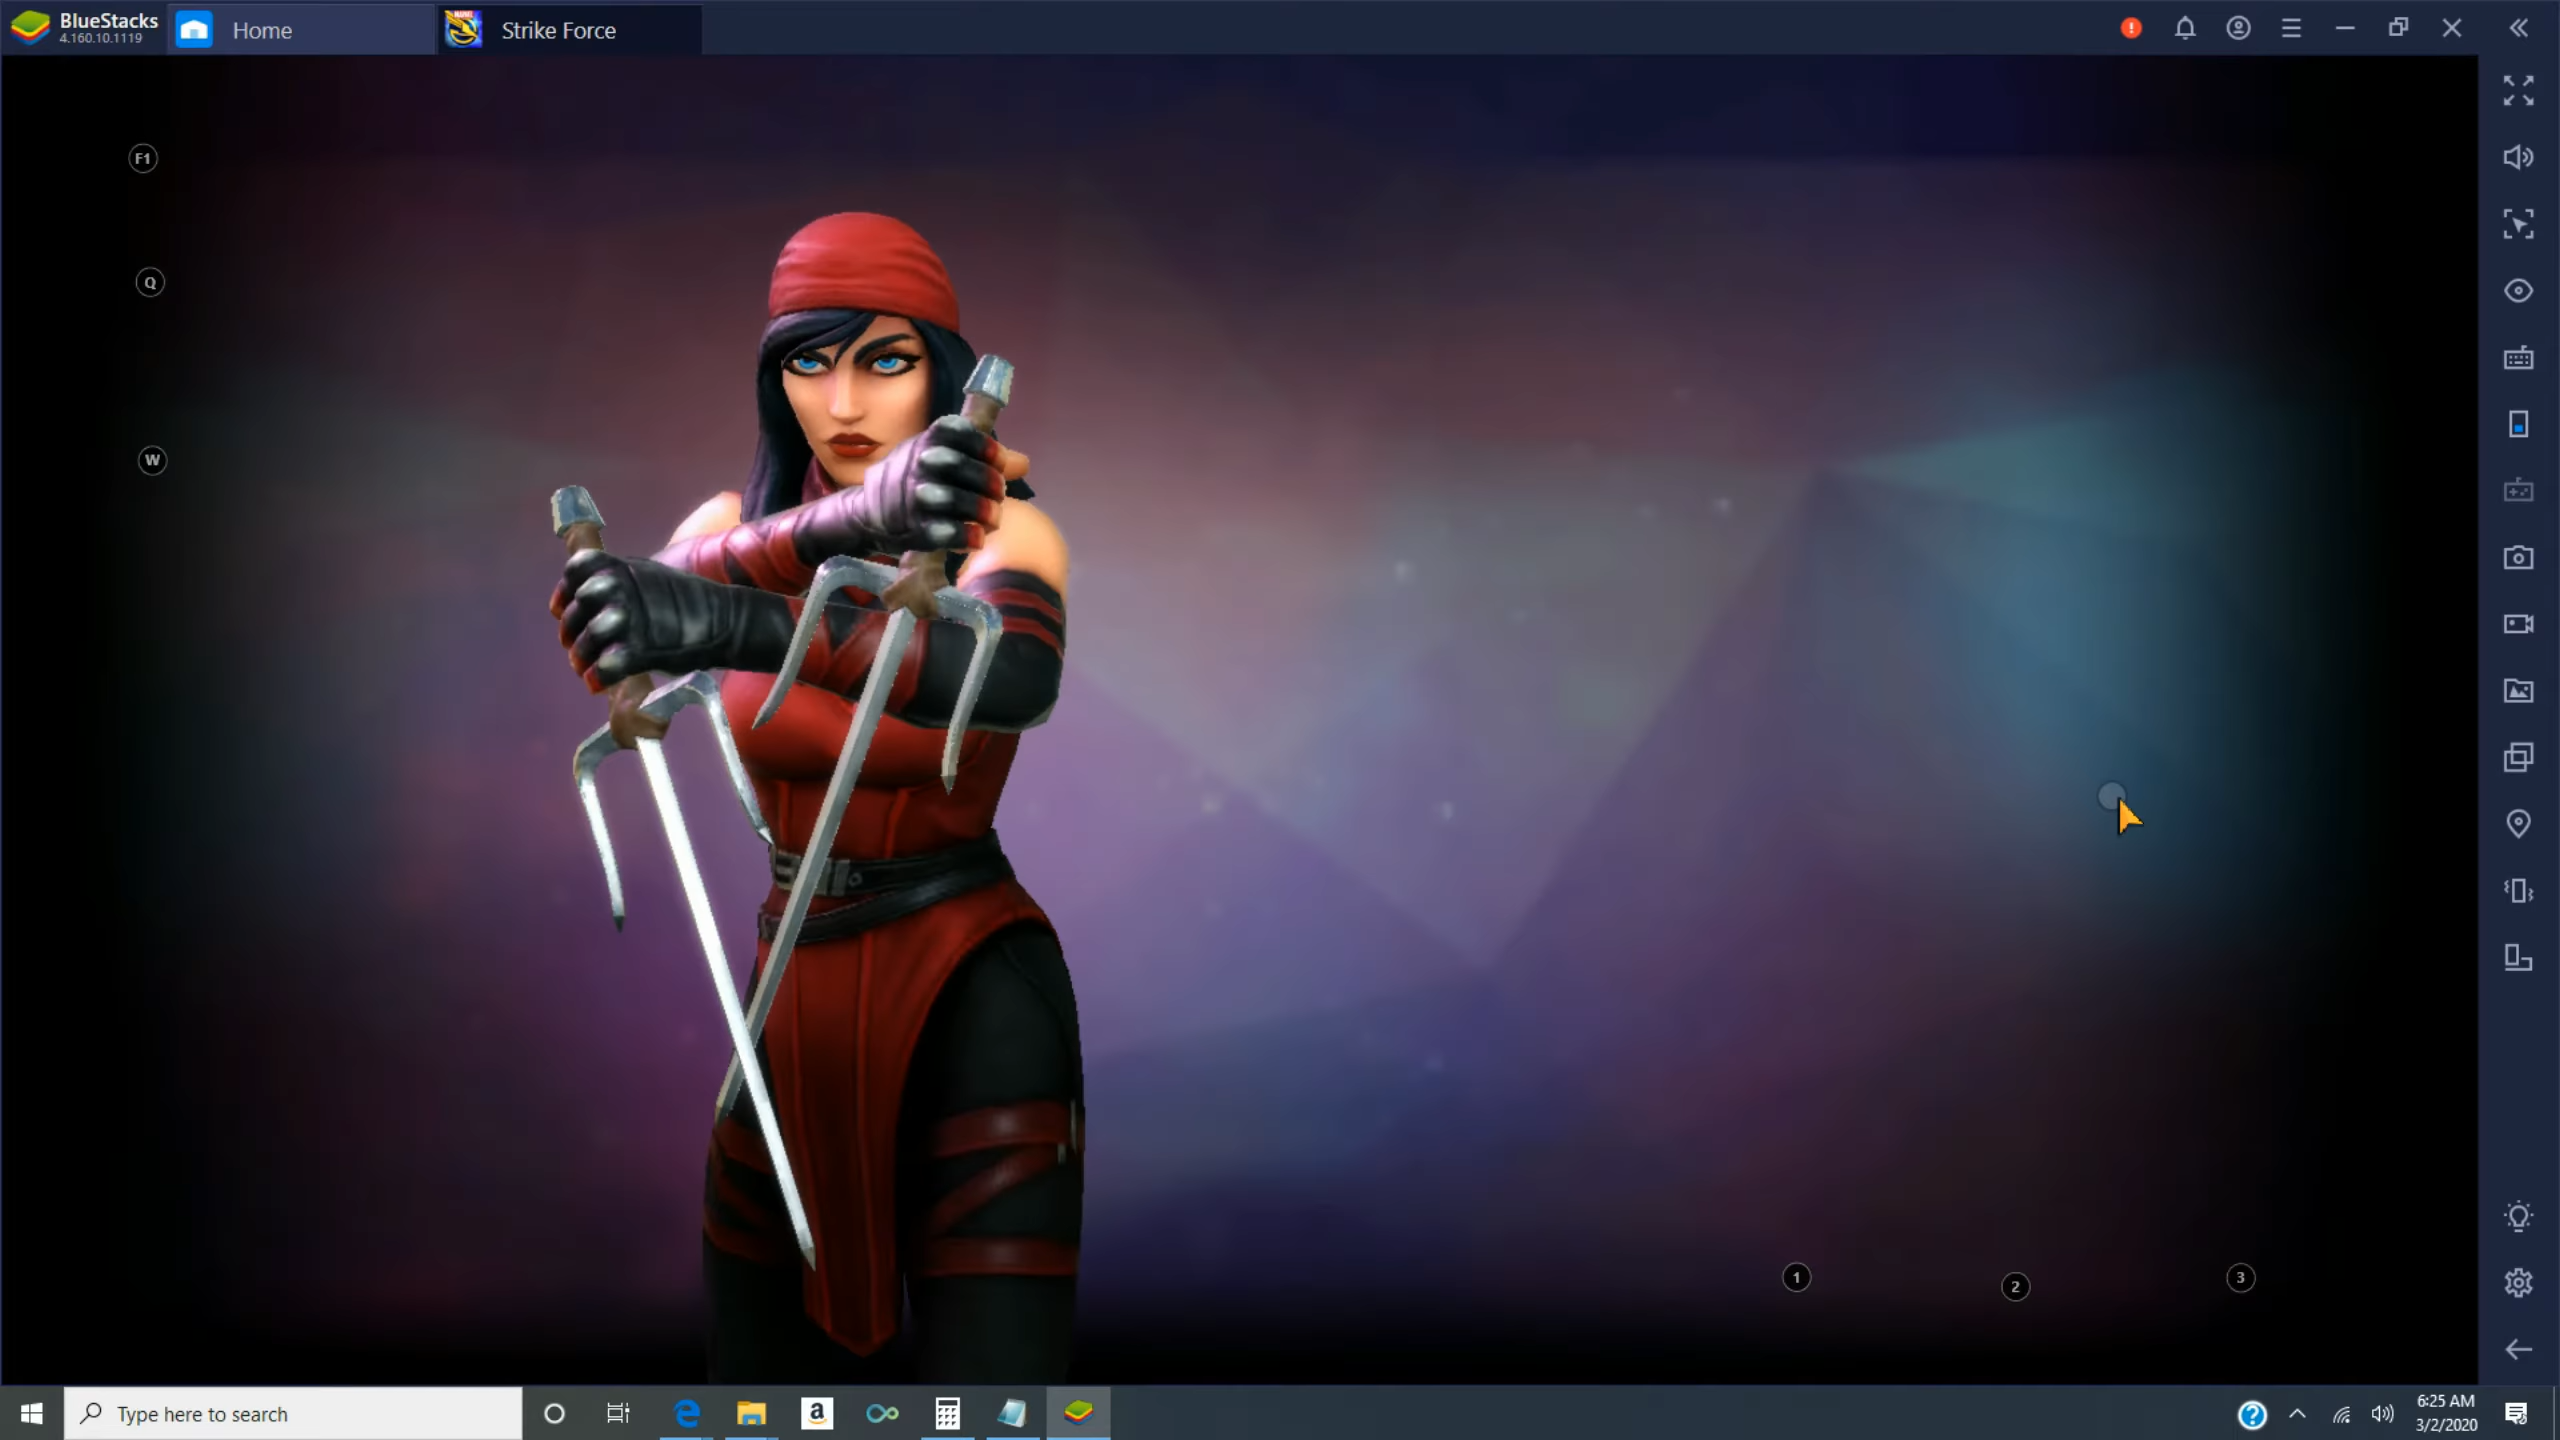 BlueStacks
4.160.10.1119
Home
MARVEL
Strike Force
F1
Q
W
1
2
3
Type here to search
a
6:25 AM
3/2/2020